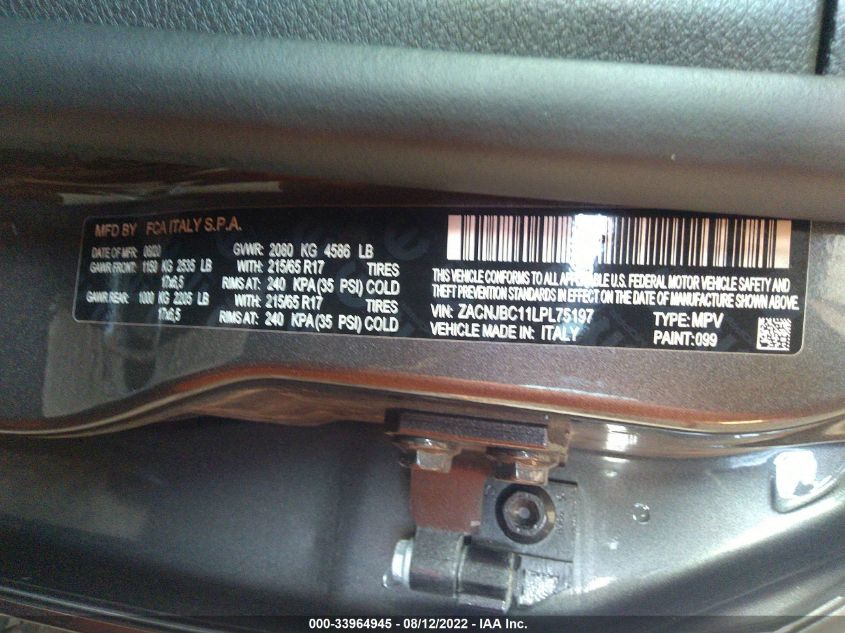 MFD BY FCA ITALY S.P.A.
DATE OF MFR 06/20 GVWR: 2080 KG 4586 LB
GAWR FRONT: 1150 KG 2535 LB WITH: 215/65 R17 TIRES
17x6,5 RIMS AT: 240 KPA(35 PSI) COLD
GAWR REAR: 1000 KG 2205 LB WITH: 215/65 R17 TIRES
17x6,5 RIMS AT: 240 KPA(35 PSI) COLD
THIS VEHICLE CONFORMS TO ALL APPLICABLE U.S. FEDERAL MOTOR VEHICLE SAFETY AND
THEFT PREVENTION STANDARDS IN EFFECT ON THE DATE OF MANUFACTURE SHOWN ABOVE.
VIN: ZACNJBC11LPL75197 TYPE: MPV
VEHICLE MADE IN ITALY PAINT: 099
000-33964945 - 08/12/2022 - IAA Inc.